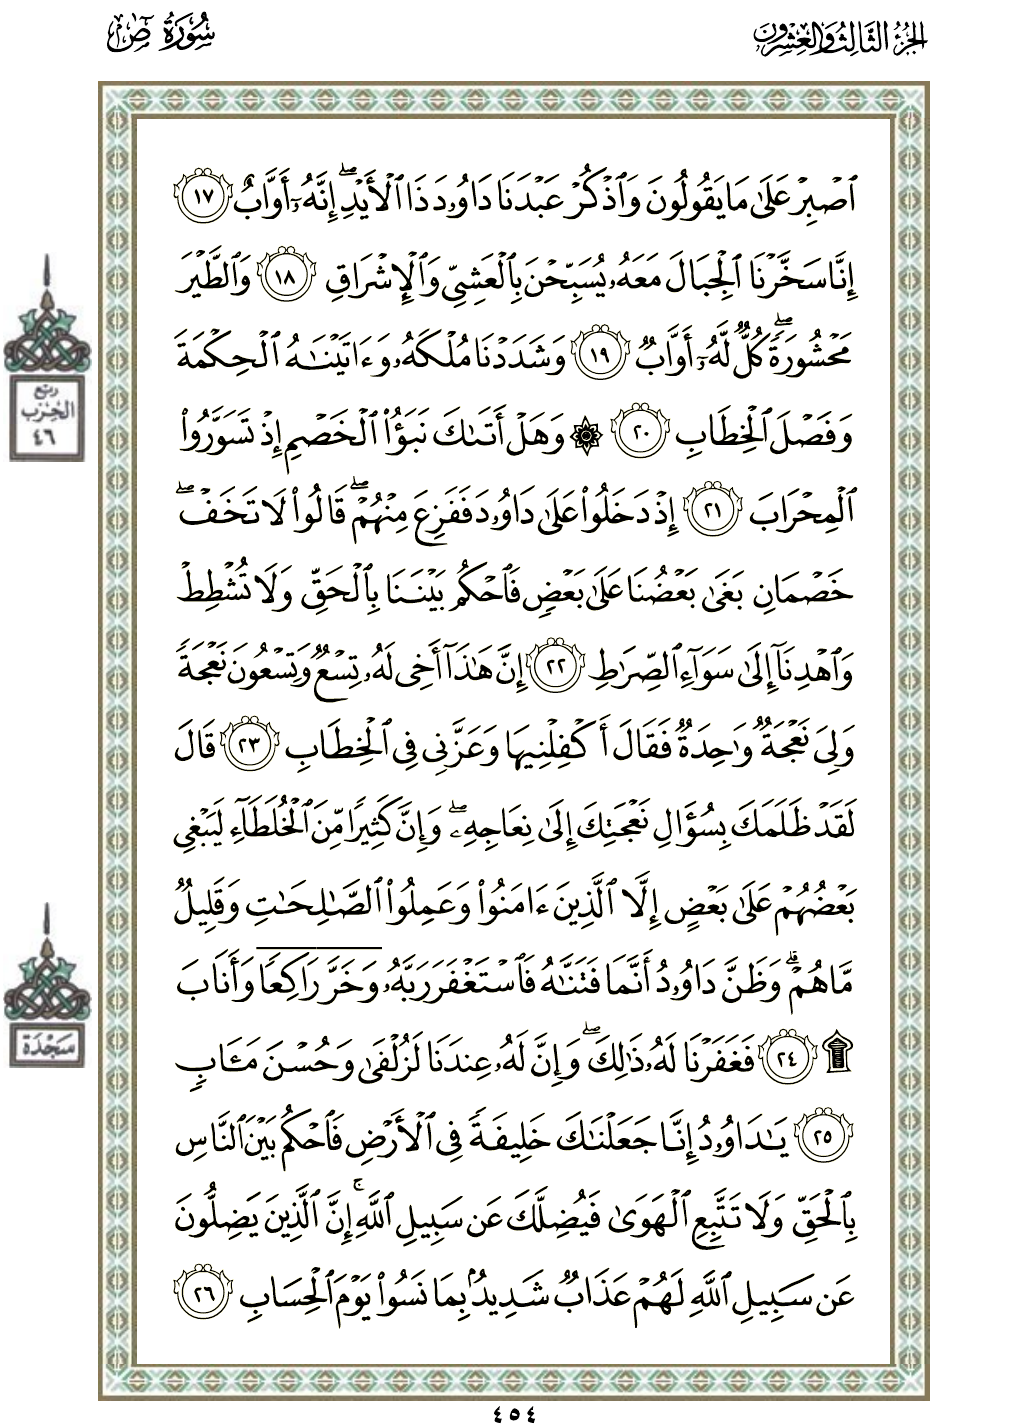 الجزء الثالث والعشرون
سورة ص
ٱصْبِرْ عَلَىٰ مَا يَقُولُونَ وَٱذْكُرْ عَبْدَنَا دَاوُۥدَ ذَا ٱلْأَيْدِ ۖ إِنَّهُۥٓ أَوَّابٌ ١٧
إِنَّا سَخَّرْنَا ٱلْجِبَالَ مَعَهُۥ يُسَبِّحْنَ بِٱلْعَشِىِّ وَٱلْإِشْرَاقِ ١٨ وَٱلطَّيْرَ
مَحْشُورَةً ۖ كُلٌّ لَّهُۥٓ أَوَّابٌ ١٩ وَشَدَدْنَا مُلْكَهُۥ وَءَاتَيْنَـٰهُ ٱلْحِكْمَةَ
وَفَصْلَ ٱلْخِطَابِ ٢٠ ۞ وَهَلْ أَتَىٰكَ نَبَؤُا۟ ٱلْخَصْمِ إِذْ تَسَوَّرُوا۟
ٱلْمِحْرَابَ ٢١ إِذْ دَخَلُوا۟ عَلَىٰ دَاوُۥدَ فَفَزِعَ مِنْهُمْ ۖ قَالُوا۟ لَا تَخَفْ ۖ
خَصْمَانِ بَغَىٰ بَعْضُنَا عَلَىٰ بَعْضٍ فَٱحْكُم بَيْنَنَا بِٱلْحَقِّ وَلَا تُشْطِطْ
وَٱهْدِنَآ إِلَىٰ سَوَآءِ ٱلصِّرَٰطِ ٢٢ إِنَّ هَـٰذَآ أَخِى لَهُۥ تِسْعٌ وَتِسْعُونَ نَعْجَةً
وَلِىَ نَعْجَةٌ وَٰحِدَةٌ فَقَالَ أَكْفِلْنِيهَا وَعَزَّنِى فِى ٱلْخِطَابِ ٢٣ قَالَ
لَقَدْ ظَلَمَكَ بِسُؤَالِ نَعْجَتِكَ إِلَىٰ نِعَاجِهِۦ ۖ وَإِنَّ كَثِيرًا مِّنَ ٱلْخُلَطَآءِ لَيَبْغِى
بَعْضُهُمْ عَلَىٰ بَعْضٍ إِلَّا ٱلَّذِينَ ءَامَنُوا۟ وَعَمِلُوا۟ ٱلصَّـٰلِحَـٰتِ وَقَلِيلٌ
مَّا هُمْ ۗ وَظَنَّ دَاوُۥدُ أَنَّمَا فَتَنَّـٰهُ فَٱسْتَغْفَرَ رَبَّهُۥ وَخَرَّ رَاكِعًا وَأَنَابَ
۩ ٢٤ فَغَفَرْنَا لَهُۥ ذَٰلِكَ ۖ وَإِنَّ لَهُۥ عِندَنَا لَزُلْفَىٰ وَحُسْنَ مَـَٔابٍ
٢٥ يَـٰدَاوُۥدُ إِنَّا جَعَلْنَـٰكَ خَلِيفَةً فِى ٱلْأَرْضِ فَٱحْكُم بَيْنَ ٱلنَّاسِ
بِٱلْحَقِّ وَلَا تَتَّبِعِ ٱلْهَوَىٰ فَيُضِلَّكَ عَن سَبِيلِ ٱللَّهِ ۚ إِنَّ ٱلَّذِينَ يَضِلُّونَ
عَن سَبِيلِ ٱللَّهِ لَهُمْ عَذَابٌ شَدِيدٌۢ بِمَا نَسُوا۟ يَوْمَ ٱلْحِسَابِ ٢٦
ربع
الحزب
٤٦
سَجْدَة
٤٥٤